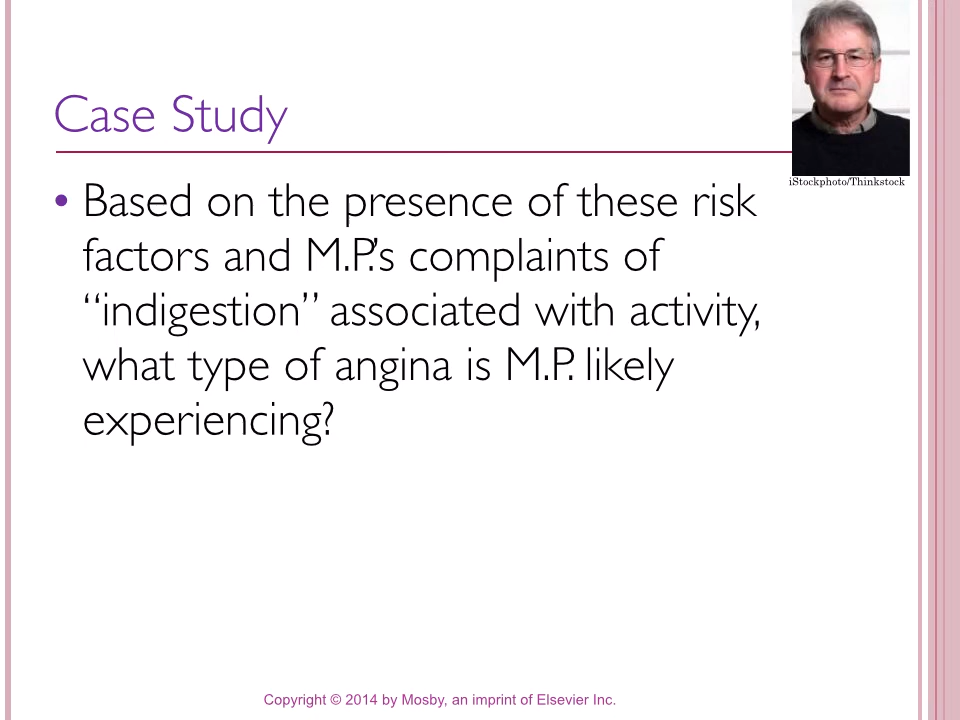 Case Study
iStockphoto/Thinkstock
• Based on the presence of these risk
factors and M.P.’s complaints of
“indigestion” associated with activity,
what type of angina is M.P. likely
experiencing?
Copyright © 2014 by Mosby, an imprint of Elsevier Inc.